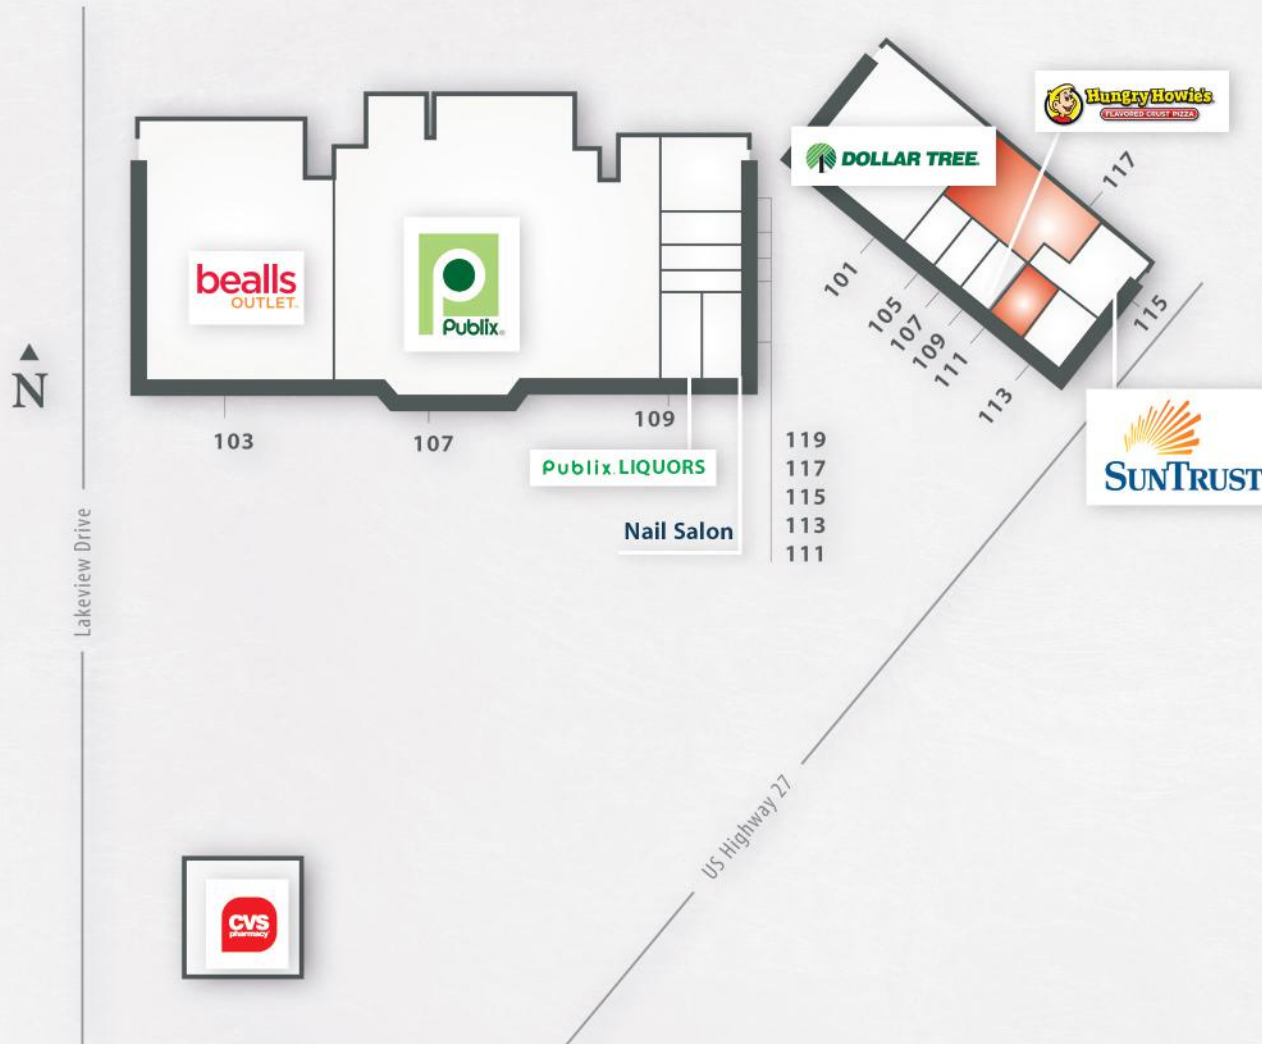 Hungry Howie's
FLAVORED CRUST PIZZA
DOLLAR TREE
117
bealls
OUTLET
Publix
101
105
107
109
111
113
115
N
103
107
109
Publix LIQUORS
SUNTRUST
119
117
115
113
111
Nail Salon
Lakeview Drive
US Highway 27
CVS
pharmacy